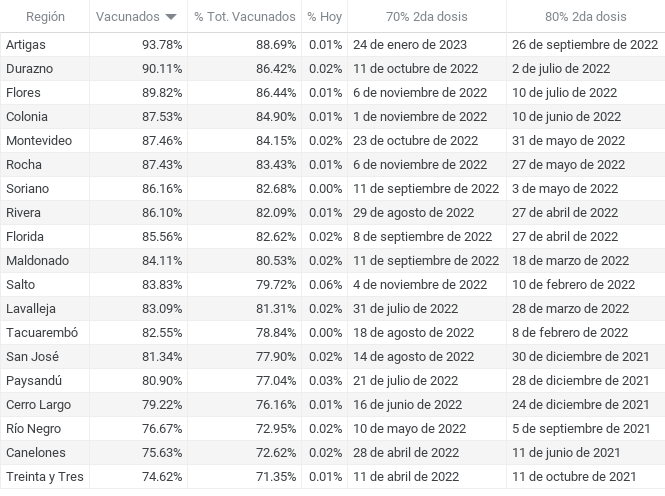 Región Vacunados % Tot. Vacunados % Hoy 70% 2da dosis 80% 2da dosis
Artigas 93.78% 88.69% 0.01% 24 de enero de 2023 26 de septiembre de 2022
Durazno 90.11% 86.42% 0.02% 11 de octubre de 2022 2 de julio de 2022
Flores 89.82% 86.44% 0.01% 6 de noviembre de 2022 10 de julio de 2022
Colonia 87.53% 84.90% 0.01% 1 de noviembre de 2022 10 de junio de 2022
Montevideo 87.46% 84.15% 0.02% 23 de octubre de 2022 31 de mayo de 2022
Rocha 87.43% 83.43% 0.01% 6 de noviembre de 2022 27 de mayo de 2022
Soriano 86.16% 82.68% 0.00% 11 de septiembre de 2022 3 de mayo de 2022
Rivera 86.10% 82.09% 0.01% 29 de agosto de 2022 27 de abril de 2022
Florida 85.56% 82.62% 0.02% 8 de septiembre de 2022 27 de abril de 2022
Maldonado 84.11% 80.53% 0.02% 11 de septiembre de 2022 18 de marzo de 2022
Salto 83.83% 79.72% 0.06% 4 de noviembre de 2022 10 de febrero de 2022
Lavalleja 83.09% 81.31% 0.02% 31 de julio de 2022 28 de marzo de 2022
Tacuarembó 82.55% 78.84% 0.00% 18 de agosto de 2022 8 de febrero de 2022
San José 81.34% 77.90% 0.02% 14 de agosto de 2022 30 de diciembre de 2021
Paysandú 80.90% 77.04% 0.03% 21 de julio de 2022 28 de diciembre de 2021
Cerro Largo 79.22% 76.16% 0.01% 16 de junio de 2022 24 de diciembre de 2021
Río Negro 76.67% 72.95% 0.02% 10 de mayo de 2022 5 de septiembre de 2021
Canelones 75.63% 72.62% 0.02% 28 de abril de 2022 11 de junio de 2021
Treinta y Tres 74.62% 71.35% 0.01% 11 de abril de 2022 11 de octubre de 2021